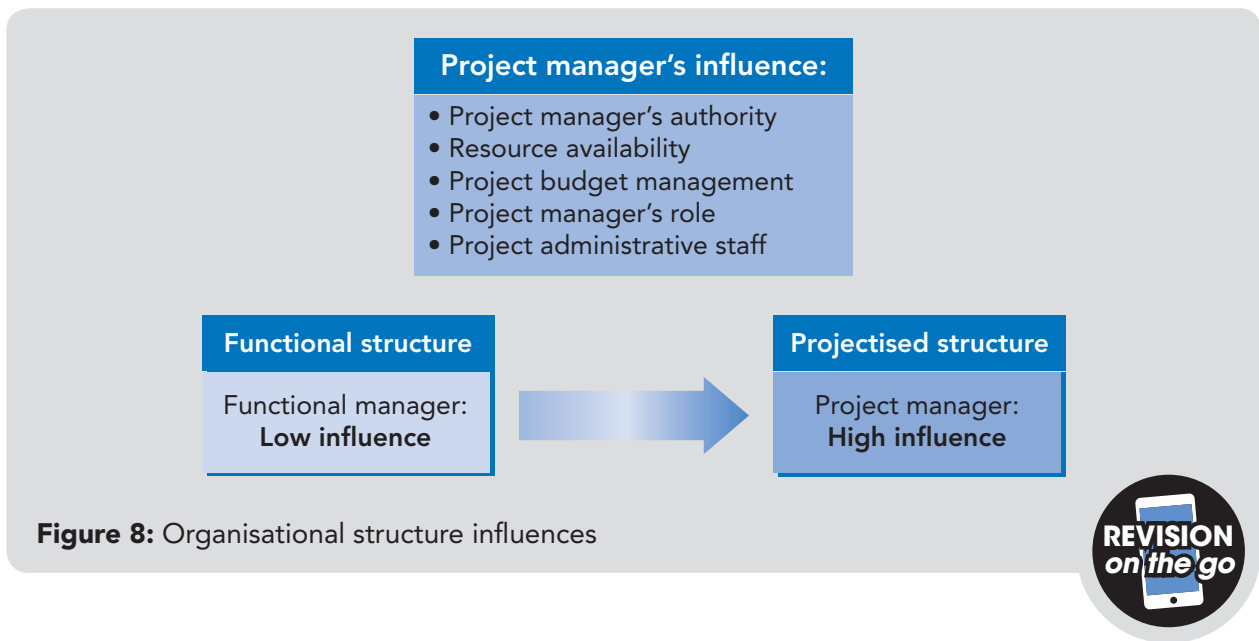 Project manager’s influence:
• Project manager’s authority
• Resource availability
• Project budget management
• Project manager’s role
• Project administrative staff
Functional structure
Functional manager:
Low influence
Projectised structure
Project manager:
High influence
Figure 8: Organisational structure influences
REVISION
on the go